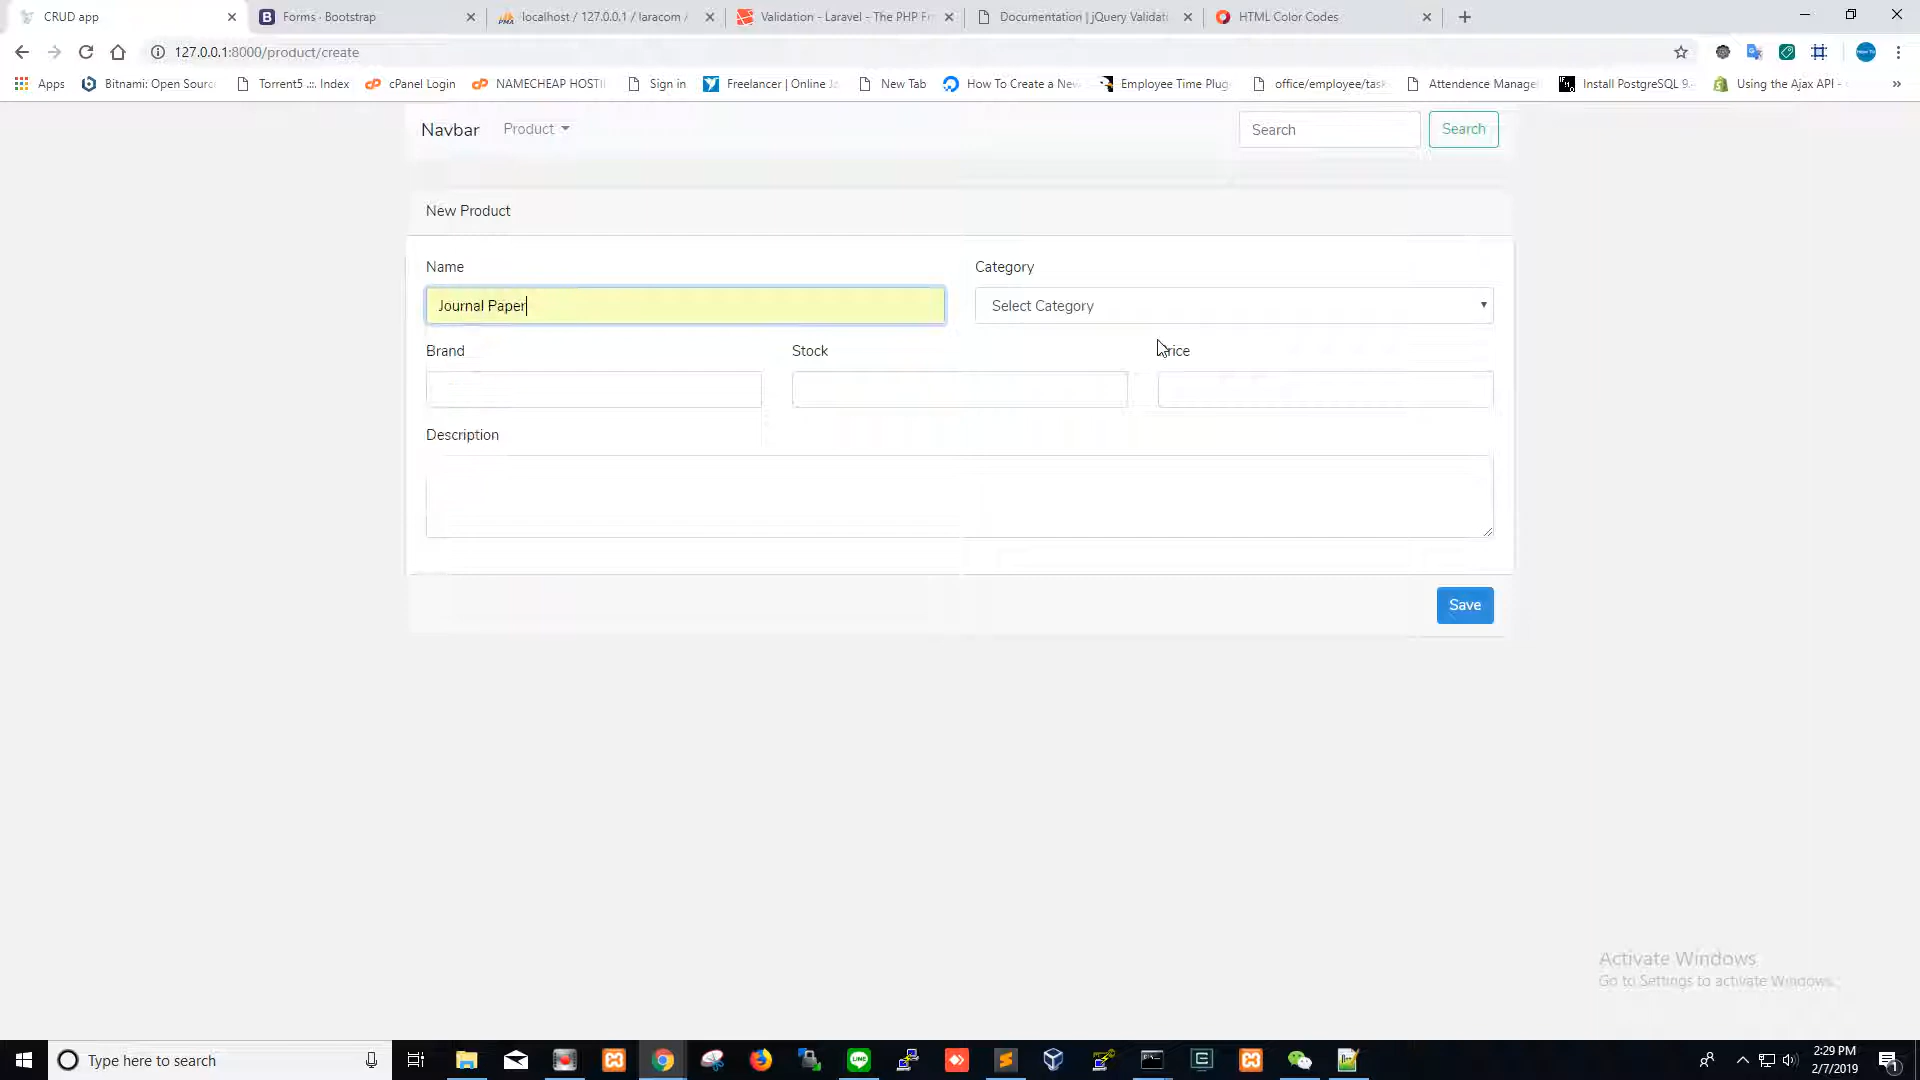 CRUD app
Forms · Bootstrap
localhost / 127.0.0.1 / laracom /
Validation - Laravel - The PHP Fr
Documentation | jQuery Validati
HTML Color Codes
127.0.0.1:8000/product/create
Apps
Bitnami: Open Sourc
Torrent5 .::. Index
cPanel Login
NAMECHEAP HOSTI
Sign in
Freelancer | Online Jo
New Tab
How To Create a New
Employee Time Plug
office/employee/task
Attendence Manager
Install PostgreSQL 9.
Using the Ajax API -
»
Navbar
Product
Search
Search
New Product
Name
Category
Journal Paper
Select Category
Brand
Stock
Price
Description
Save
Activate Windows
Go to Settings to activate Windows.
Type here to search
2:29 PM
2/7/2019